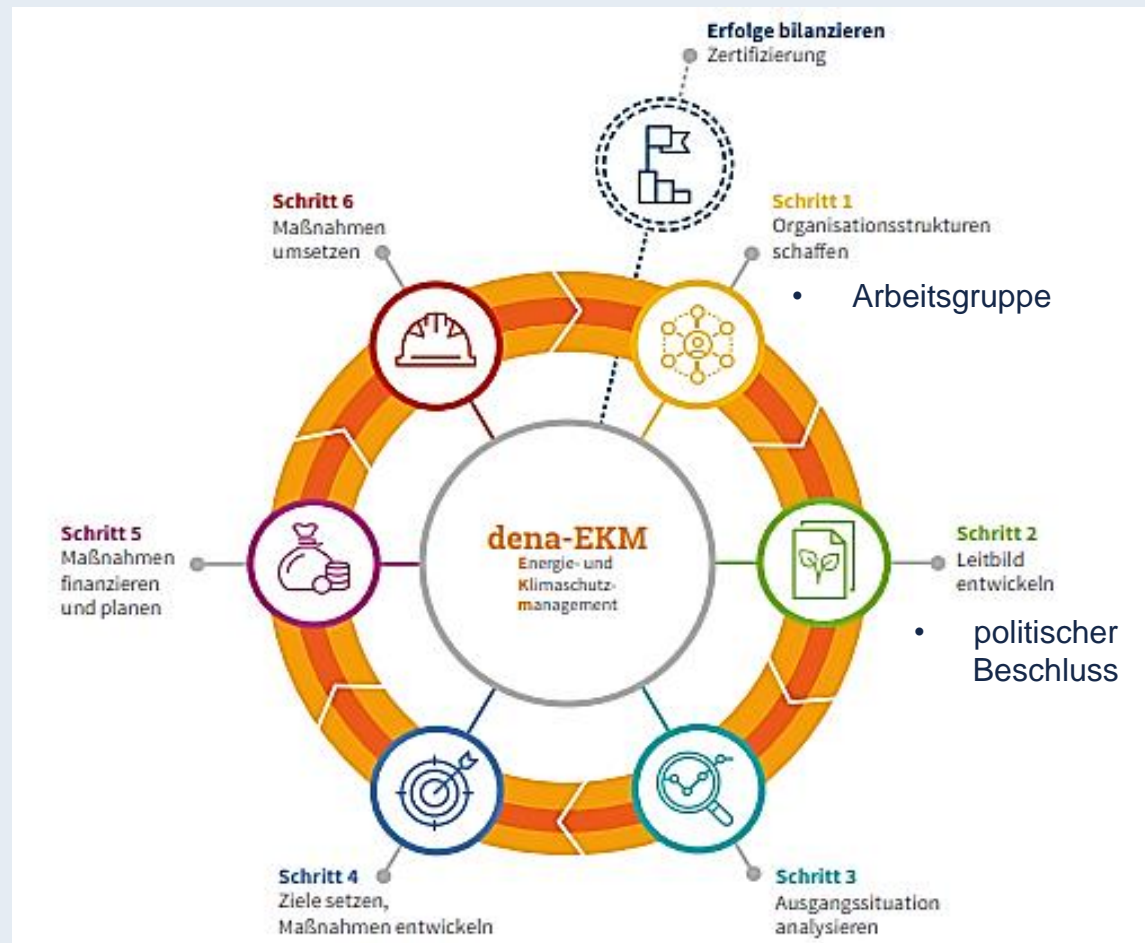 Erfolge bilanzieren
Zertifizierung
Schritt 6
Maßnahmen
umsetzen
Schritt 1
Organisationsstrukturen
schaffen
• Arbeitsgruppe
dena-EKM
Energie- und
Klimaschutz-
management
Schritt 5
Maßnahmen
finanzieren
und planen
Schritt 2
Leitbild
entwickeln
• politischer
Beschluss
Schritt 4
Ziele setzen,
Maßnahmen entwickeln
Schritt 3
Ausgangssituation
analysieren